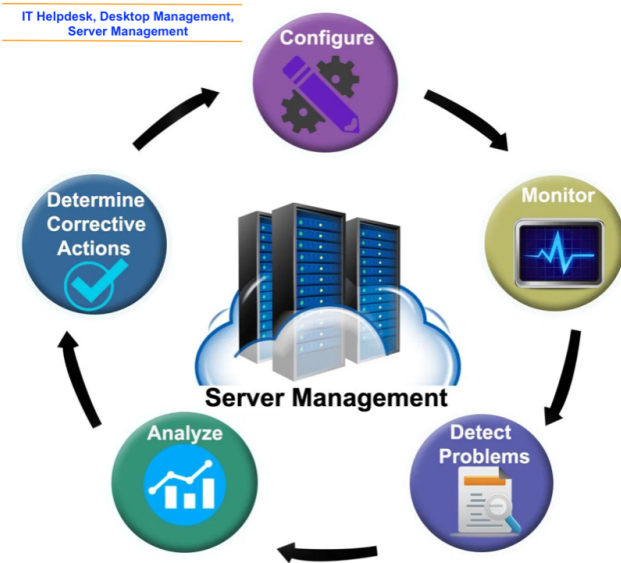 IT Helpdesk, Desktop Management,
Server Management
Configure
Monitor
Detect
Problems
Analyze
Determine
Corrective
Actions
Server Management